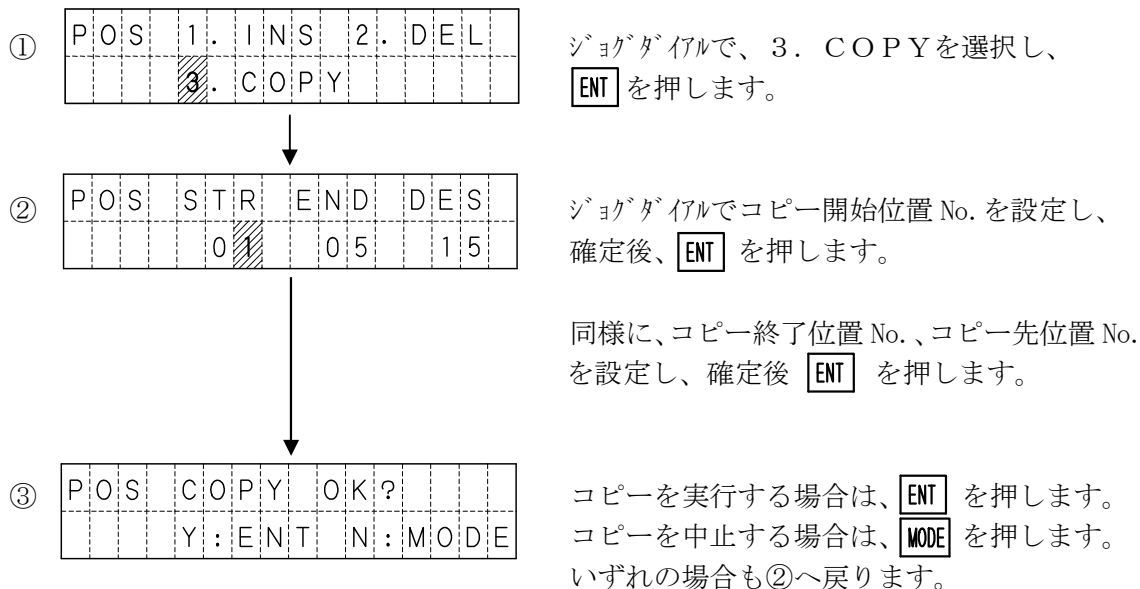 ① POS 1. INS 2. DEL
3. COPY
ｼﾞｮｸﾞﾀﾞｲｱﾙで、３．ＣＯＰＹを選択し、
ENT を押します。
② POS STR END DES
01 05 15
ｼﾞｮｸﾞﾀﾞｲｱﾙでコピー開始位置 No. を設定し、
確定後、 ENT を押します。
同様に、コピー終了位置 No.、コピー先位置 No.
を設定し、確定後 ENT を押します。
③ POS COPY OK?
Y:ENT N:MODE
コピーを実行する場合は、 ENT を押します。
コピーを中止する場合は、 MODE を押します。
いずれの場合も②へ戻ります。